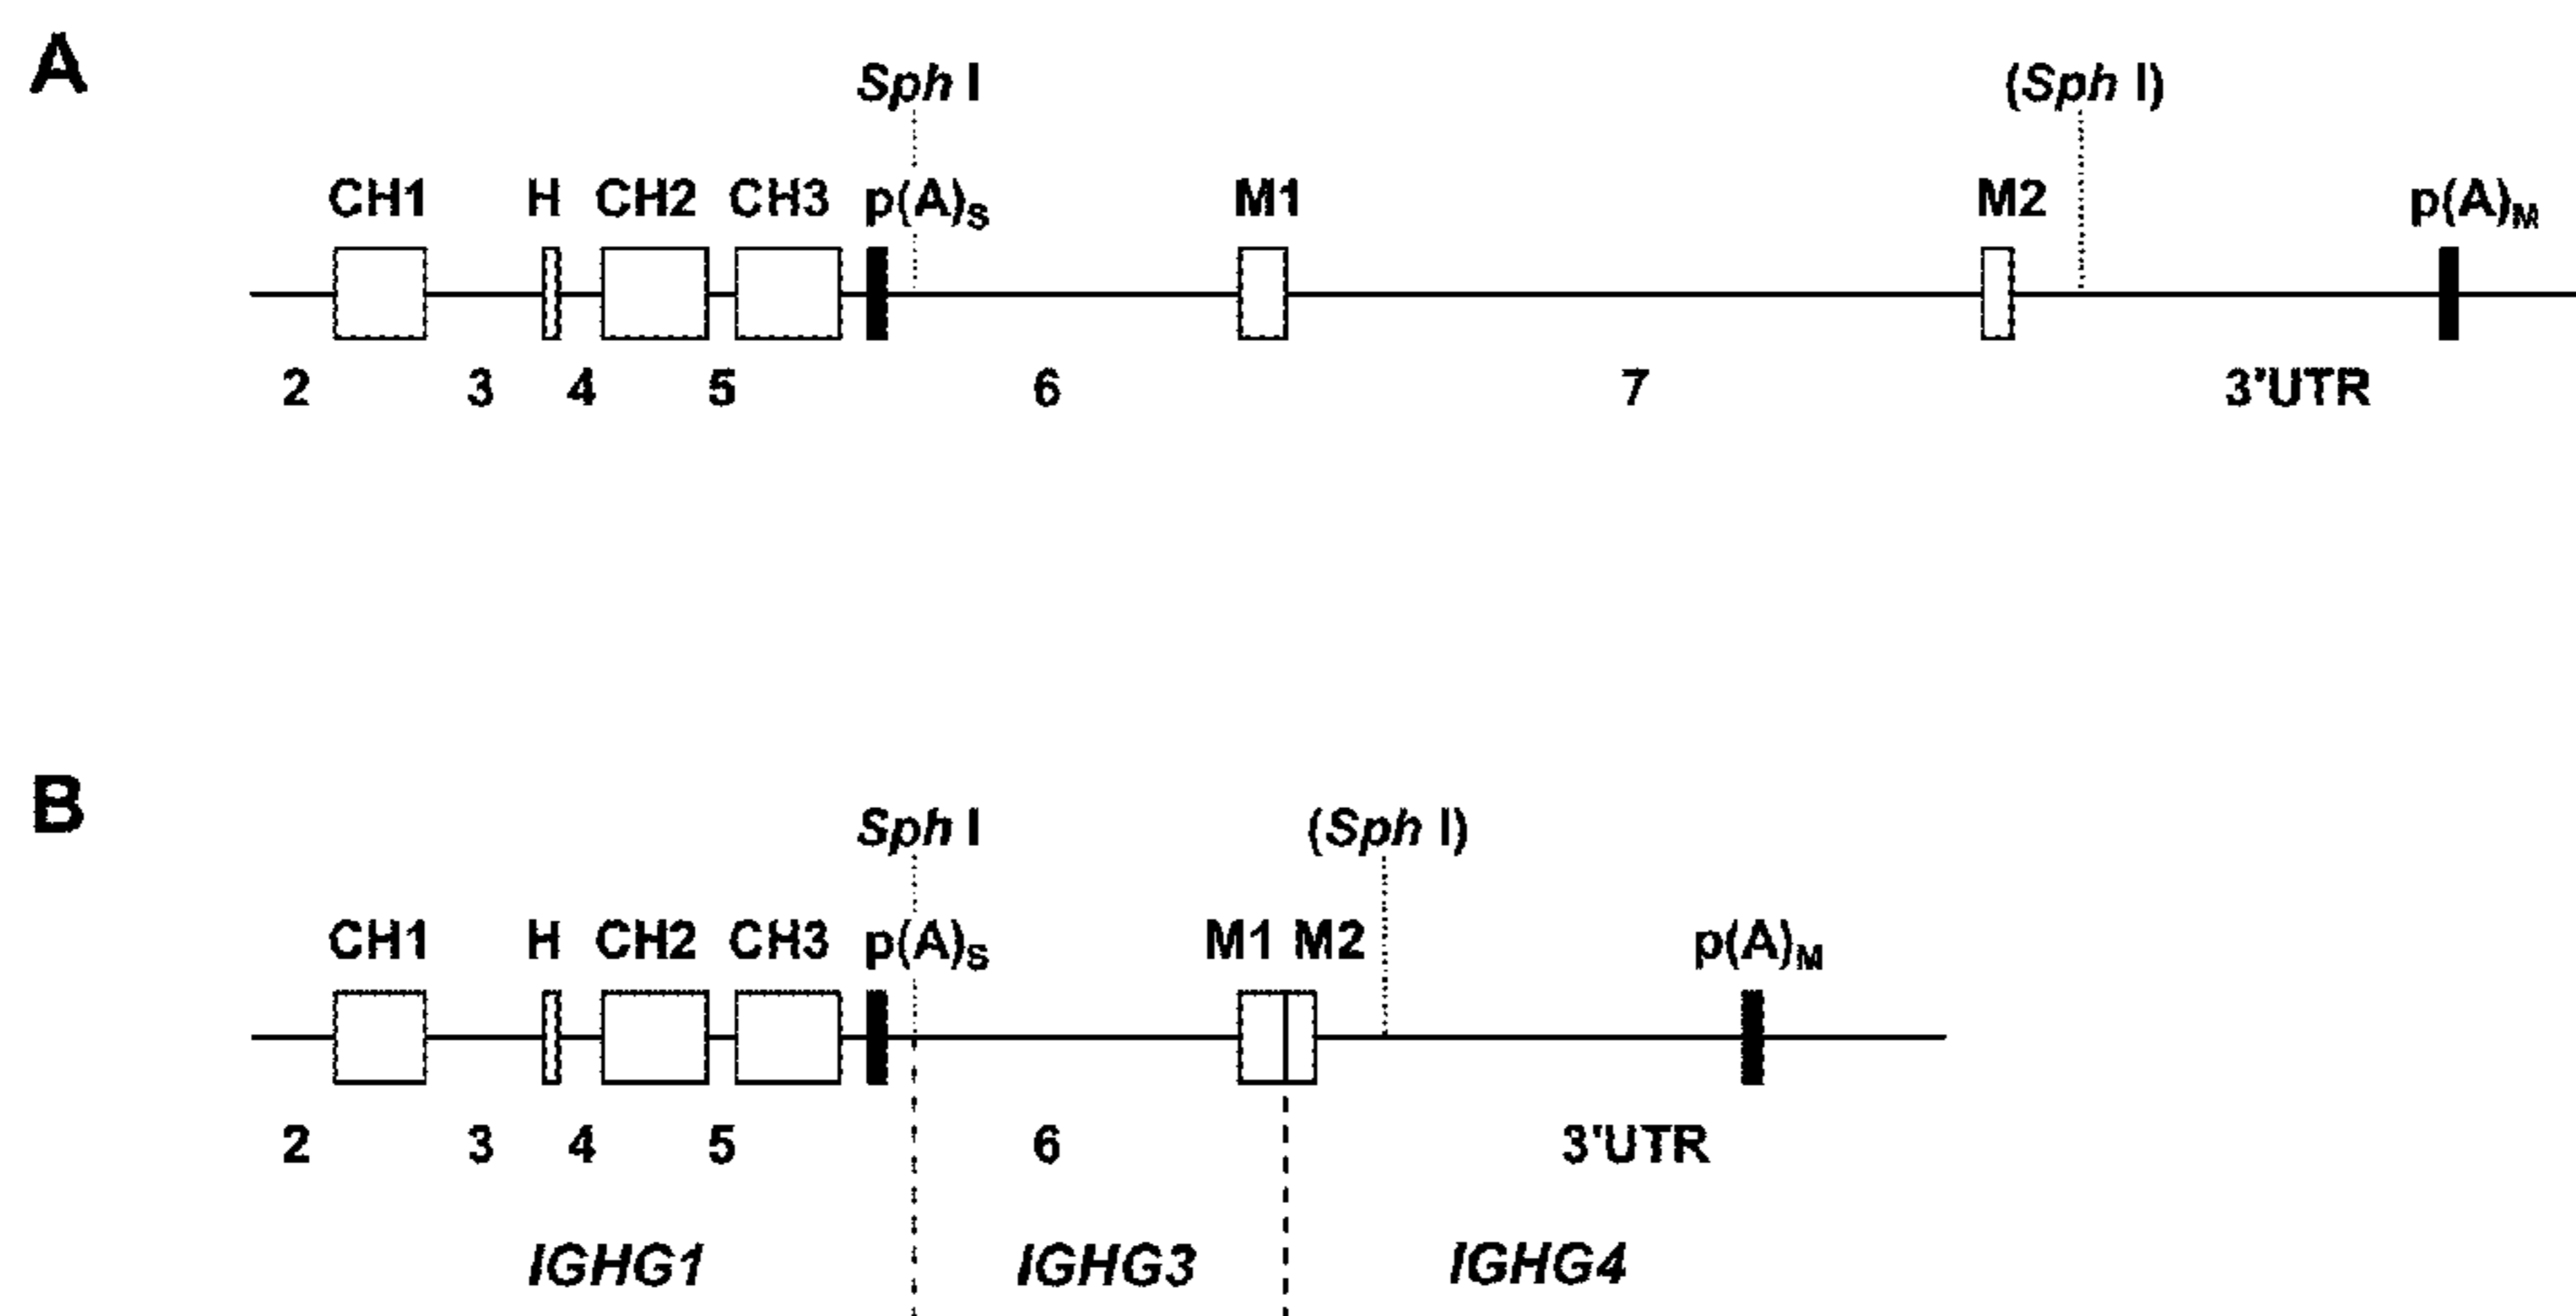 A
Sph I (Sph I)
CH1 H CH2 CH3 p(A)S M1 M2 p(A)M
2 3 4 5 6 7 3'UTR
B
Sph I (Sph I)
CH1 H CH2 CH3 p(A)S M1 M2 p(A)M
2 3 4 5 6 3'UTR
IGHG1 IGHG3 IGHG4